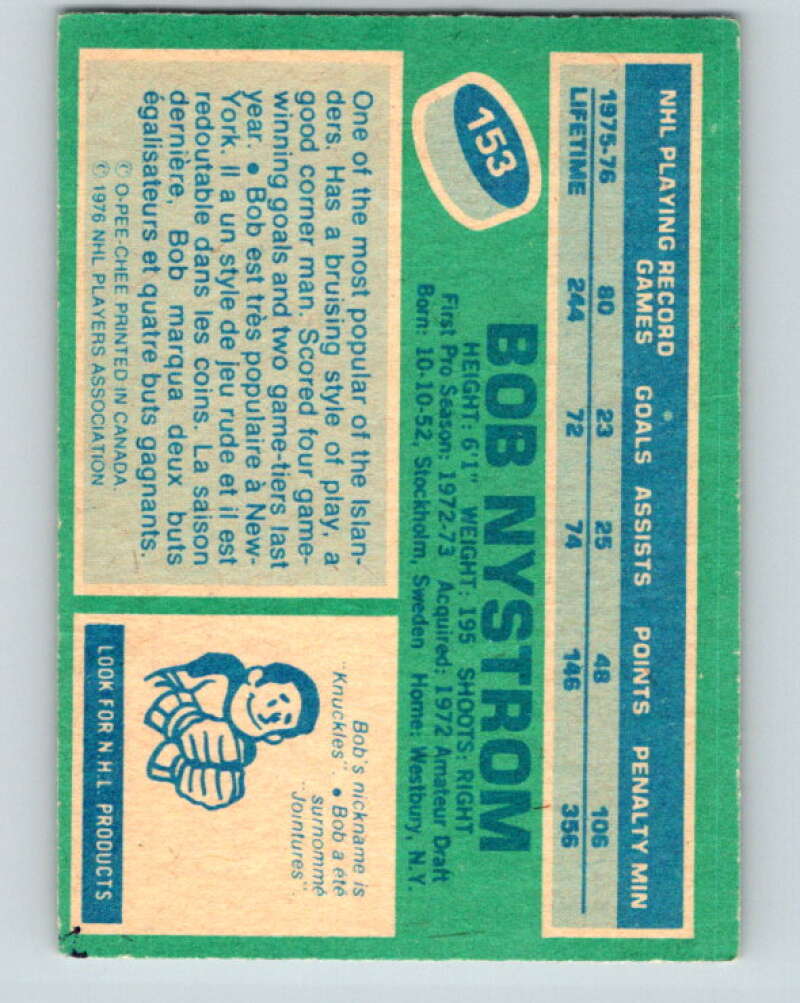 NHL PLAYING RECORD
GAMES GOALS ASSISTS POINTS PENALTY MIN
1975-76 80 23 25 48 106
LIFETIME 244 72 74 146 356
153
BOB NYSTROM
HEIGHT: 6'1" WEIGHT: 195 SHOOTS: RIGHT
First Pro Season: 1972-73 Acquired: 1972 Amateur Draft
Born: 10-10-52, Stockholm, Sweden Home: Westbury, N.Y.
One of the most popular of the Islan-
ders. Has a bruising style of play, a
good corner man. Scored four game-
winning goals and two game-tiers last
year. • Bob est très populaire à New-
York. Il a un style de jeu rude et il est
redoutable dans les coins. La saison
dernière, Bob marqua deux buts
égalisateurs et quatre buts gagnants.
© O-PEE-CHEE PRINTED IN CANADA.
© 1976 NHL PLAYERS ASSOCIATION
Bob's nickname is
"Knuckles". • Bob a été
surnommé
"Jointures".
LOOK FOR N.H.L. PRODUCTS